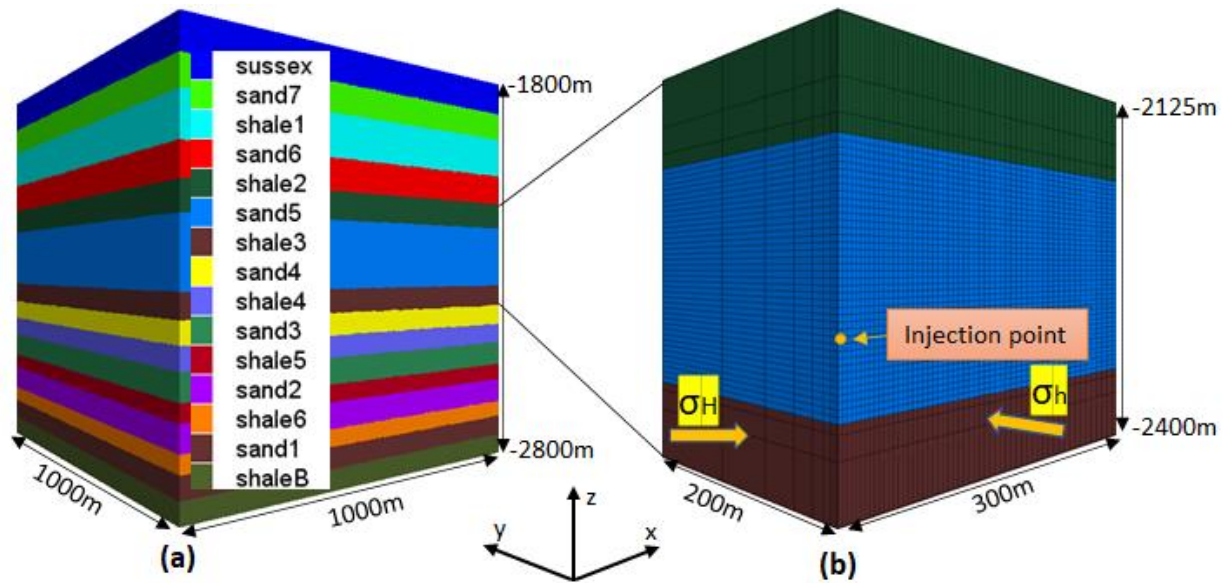 sussex
sand7
shale1
sand6
shale2
sand5
shale3
sand4
shale4
sand3
shale5
sand2
shale6
sand1
shaleB
-1800m
-2800m
1000m
1000m
(a)
z
y
x
-2125m
Injection point
σH
σh
-2400m
200m
300m
(b)